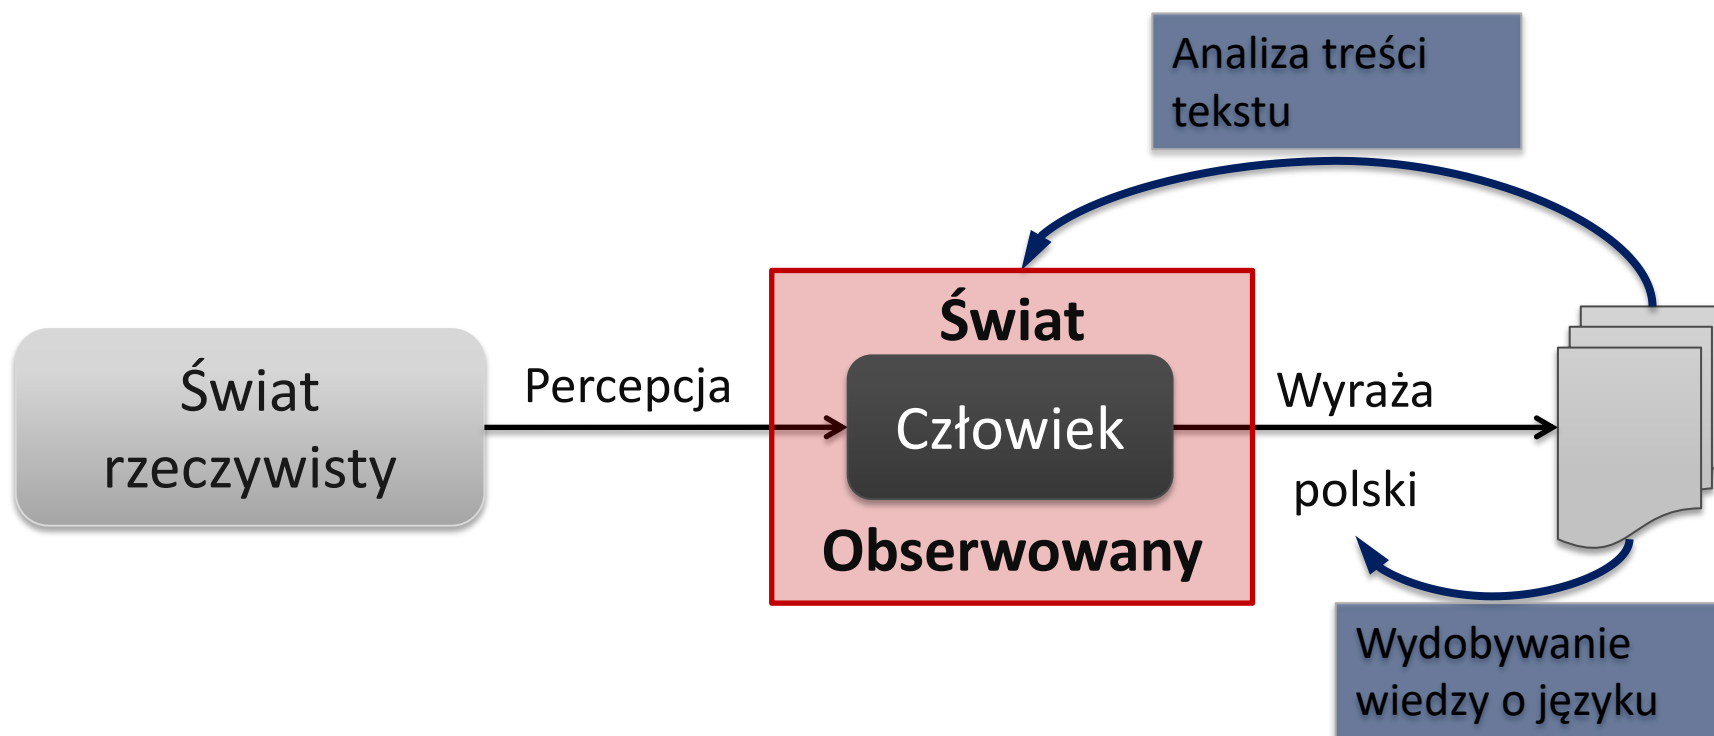 Analiza treści
tekstu
Świat
rzeczywisty
Percepcja
Świat
Człowiek
Obserwowany
Wyraża
polski
Wydobywanie
wiedzy o języku